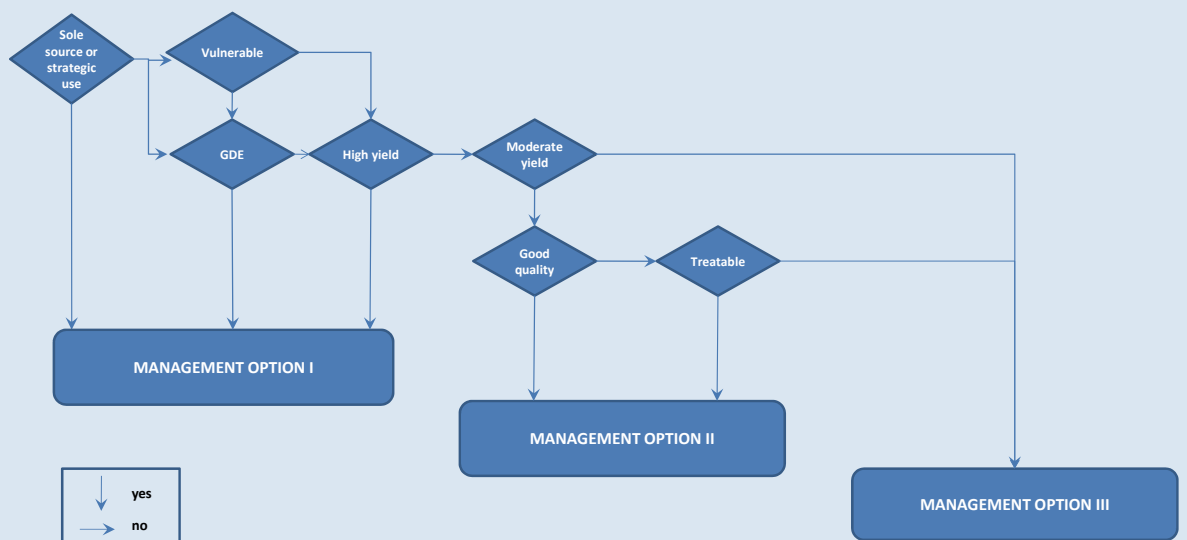 Sole
source or
strategic
use
Vulnerable
GDE
High yield
Moderate
yield
Good
quality
Treatable
MANAGEMENT OPTION I
MANAGEMENT OPTION II
MANAGEMENT OPTION III
yes
no